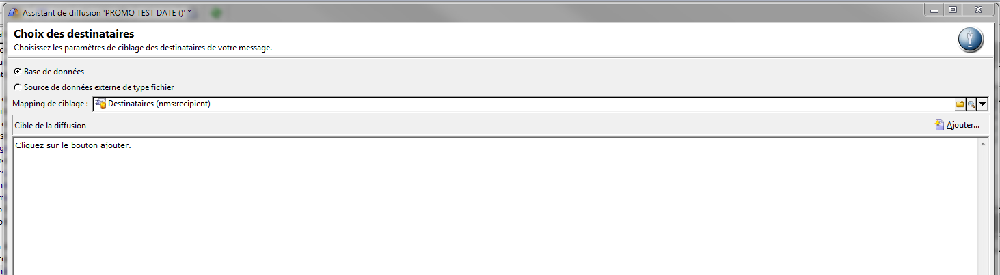 Assistant de diffusion 'PROMO TEST DATE ()' *
Choix des destinataires
Choisissez les paramètres de ciblage des destinataires de votre message.
Base de données
Source de données externe de type fichier
Mapping de ciblage : Destinataires (nms:recipient)
Cible de la diffusion Ajouter...
Cliquez sur le bouton ajouter.